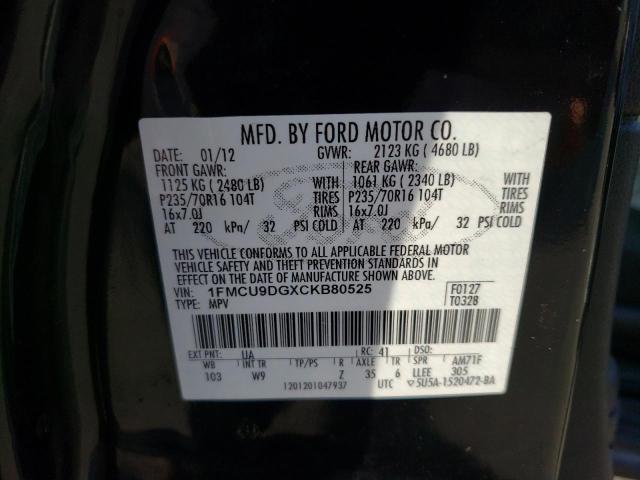 MFD. BY FORD MOTOR CO.
DATE: 01/12 GVWR: 2123 KG ( 4680 LB)
FRONT GAWR: REAR GAWR:
1125 KG ( 2480 LB) WITH 1061 KG ( 2340 LB) WITH
P235/70R16 104T TIRES P235/70R16 104T TIRES
16x7.0J RIMS 16x7.0J RIMS
AT 220 kPa/ 32 PSI COLD AT 220 kPa/ 32 PSI COLD
THIS VEHICLE CONFORMS TO ALL APPLICABLE FEDERAL MOTOR
VEHICLE SAFETY AND THEFT PREVENTION STANDARDS IN EFFECT
ON THE DATE OF MANUFACTURE SHOWN ABOVE.
VIN: 1FMCU9DGXCKB80525 F0127
TYPE: MPV T0328
EXT PNT: UA RC: 41 AM71F
WB INT TR TP/PS R AXLE TR SPR 305
103 W9 Z 35 6 LLEE
1201201047937 UTC ▽5U5A-1520472-BA